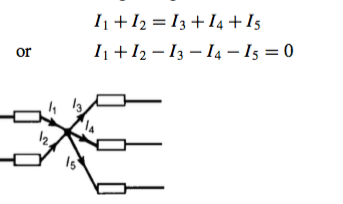 I₁ + I₂ = I₃ + I₄ + I₅
or I₁ + I₂ − I₃ − I₄ − I₅ = 0
I₁ I₃
I₄
I₂
I₅